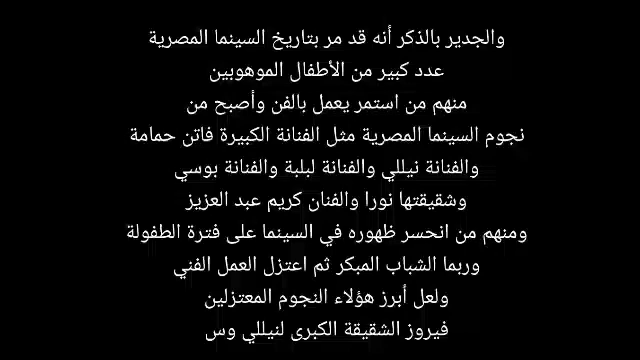 والجدير بالذكر أنه قد مر بتاريخ السينما المصرية
عدد كبير من الأطفال الموهوبين
منهم من استمر يعمل بالفن وأصبح من
نجوم السينما المصرية مثل الفنانة الكبيرة فاتن حمامة
والفنانة نيللي والفنانة لبلبة والفنانة بوسي
وشقيقتها نورا والفنان كريم عبد العزيز
ومنهم من انحسر ظهوره في السينما على فترة الطفولة
وربما الشباب المبكر ثم اعتزل العمل الفني
ولعل أبرز هؤلاء النجوم المعتزلين
فيروز الشقيقة الكبرى لنيللي وس